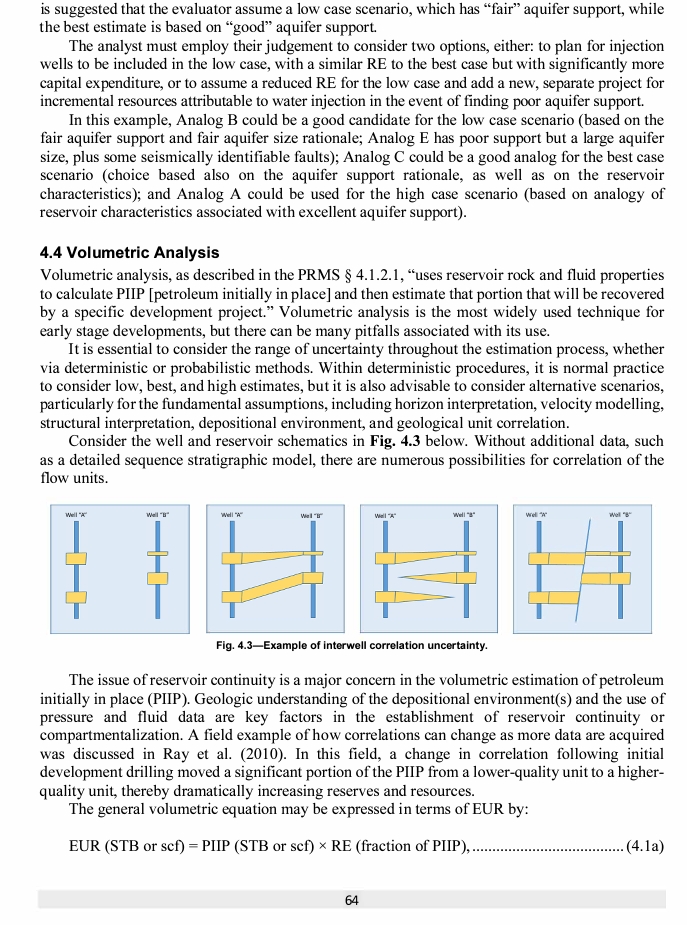 is suggested that the evaluator assume a low case scenario, which has “fair” aquifer support, while
the best estimate is based on “good” aquifer support.
The analyst must employ their judgement to consider two options, either: to plan for injection
wells to be included in the low case, with a similar RE to the best case but with significantly more
capital expenditure, or to assume a reduced RE for the low case and add a new, separate project for
incremental resources attributable to water injection in the event of finding poor aquifer support.
In this example, Analog B could be a good candidate for the low case scenario (based on the
fair aquifer support and fair aquifer size rationale; Analog E has poor support but a large aquifer
size, plus some seismically identifiable faults); Analog C could be a good analog for the best case
scenario (choice based also on the aquifer support rationale, as well as on the reservoir
characteristics); and Analog A could be used for the high case scenario (based on analogy of
reservoir characteristics associated with excellent aquifer support).
4.4 Volumetric Analysis
Volumetric analysis, as described in the PRMS § 4.1.2.1, “uses reservoir rock and fluid properties
to calculate PIIP [petroleum initially in place] and then estimate that portion that will be recovered
by a specific development project.” Volumetric analysis is the most widely used technique for
early stage developments, but there can be many pitfalls associated with its use.
It is essential to consider the range of uncertainty throughout the estimation process, whether
via deterministic or probabilistic methods. Within deterministic procedures, it is normal practice
to consider low, best, and high estimates, but it is also advisable to consider alternative scenarios,
particularly for the fundamental assumptions, including horizon interpretation, velocity modelling,
structural interpretation, depositional environment, and geological unit correlation.
Consider the well and reservoir schematics in Fig. 4.3 below. Without additional data, such
as a detailed sequence stratigraphic model, there are numerous possibilities for correlation of the
flow units.
Well "A" Well "B" Well "A" Well "B" Well "A" Well "B" Well "A" Well "B"
Fig. 4.3—Example of interwell correlation uncertainty.
The issue of reservoir continuity is a major concern in the volumetric estimation of petroleum
initially in place (PIIP). Geologic understanding of the depositional environment(s) and the use of
pressure and fluid data are key factors in the establishment of reservoir continuity or
compartmentalization. A field example of how correlations can change as more data are acquired
was discussed in Ray et al. (2010). In this field, a change in correlation following initial
development drilling moved a significant portion of the PIIP from a lower-quality unit to a higher-
quality unit, thereby dramatically increasing reserves and resources.
The general volumetric equation may be expressed in terms of EUR by:
EUR (STB or scf) = PIIP (STB or scf) × RE (fraction of PIIP), ...................................... (4.1a)
64